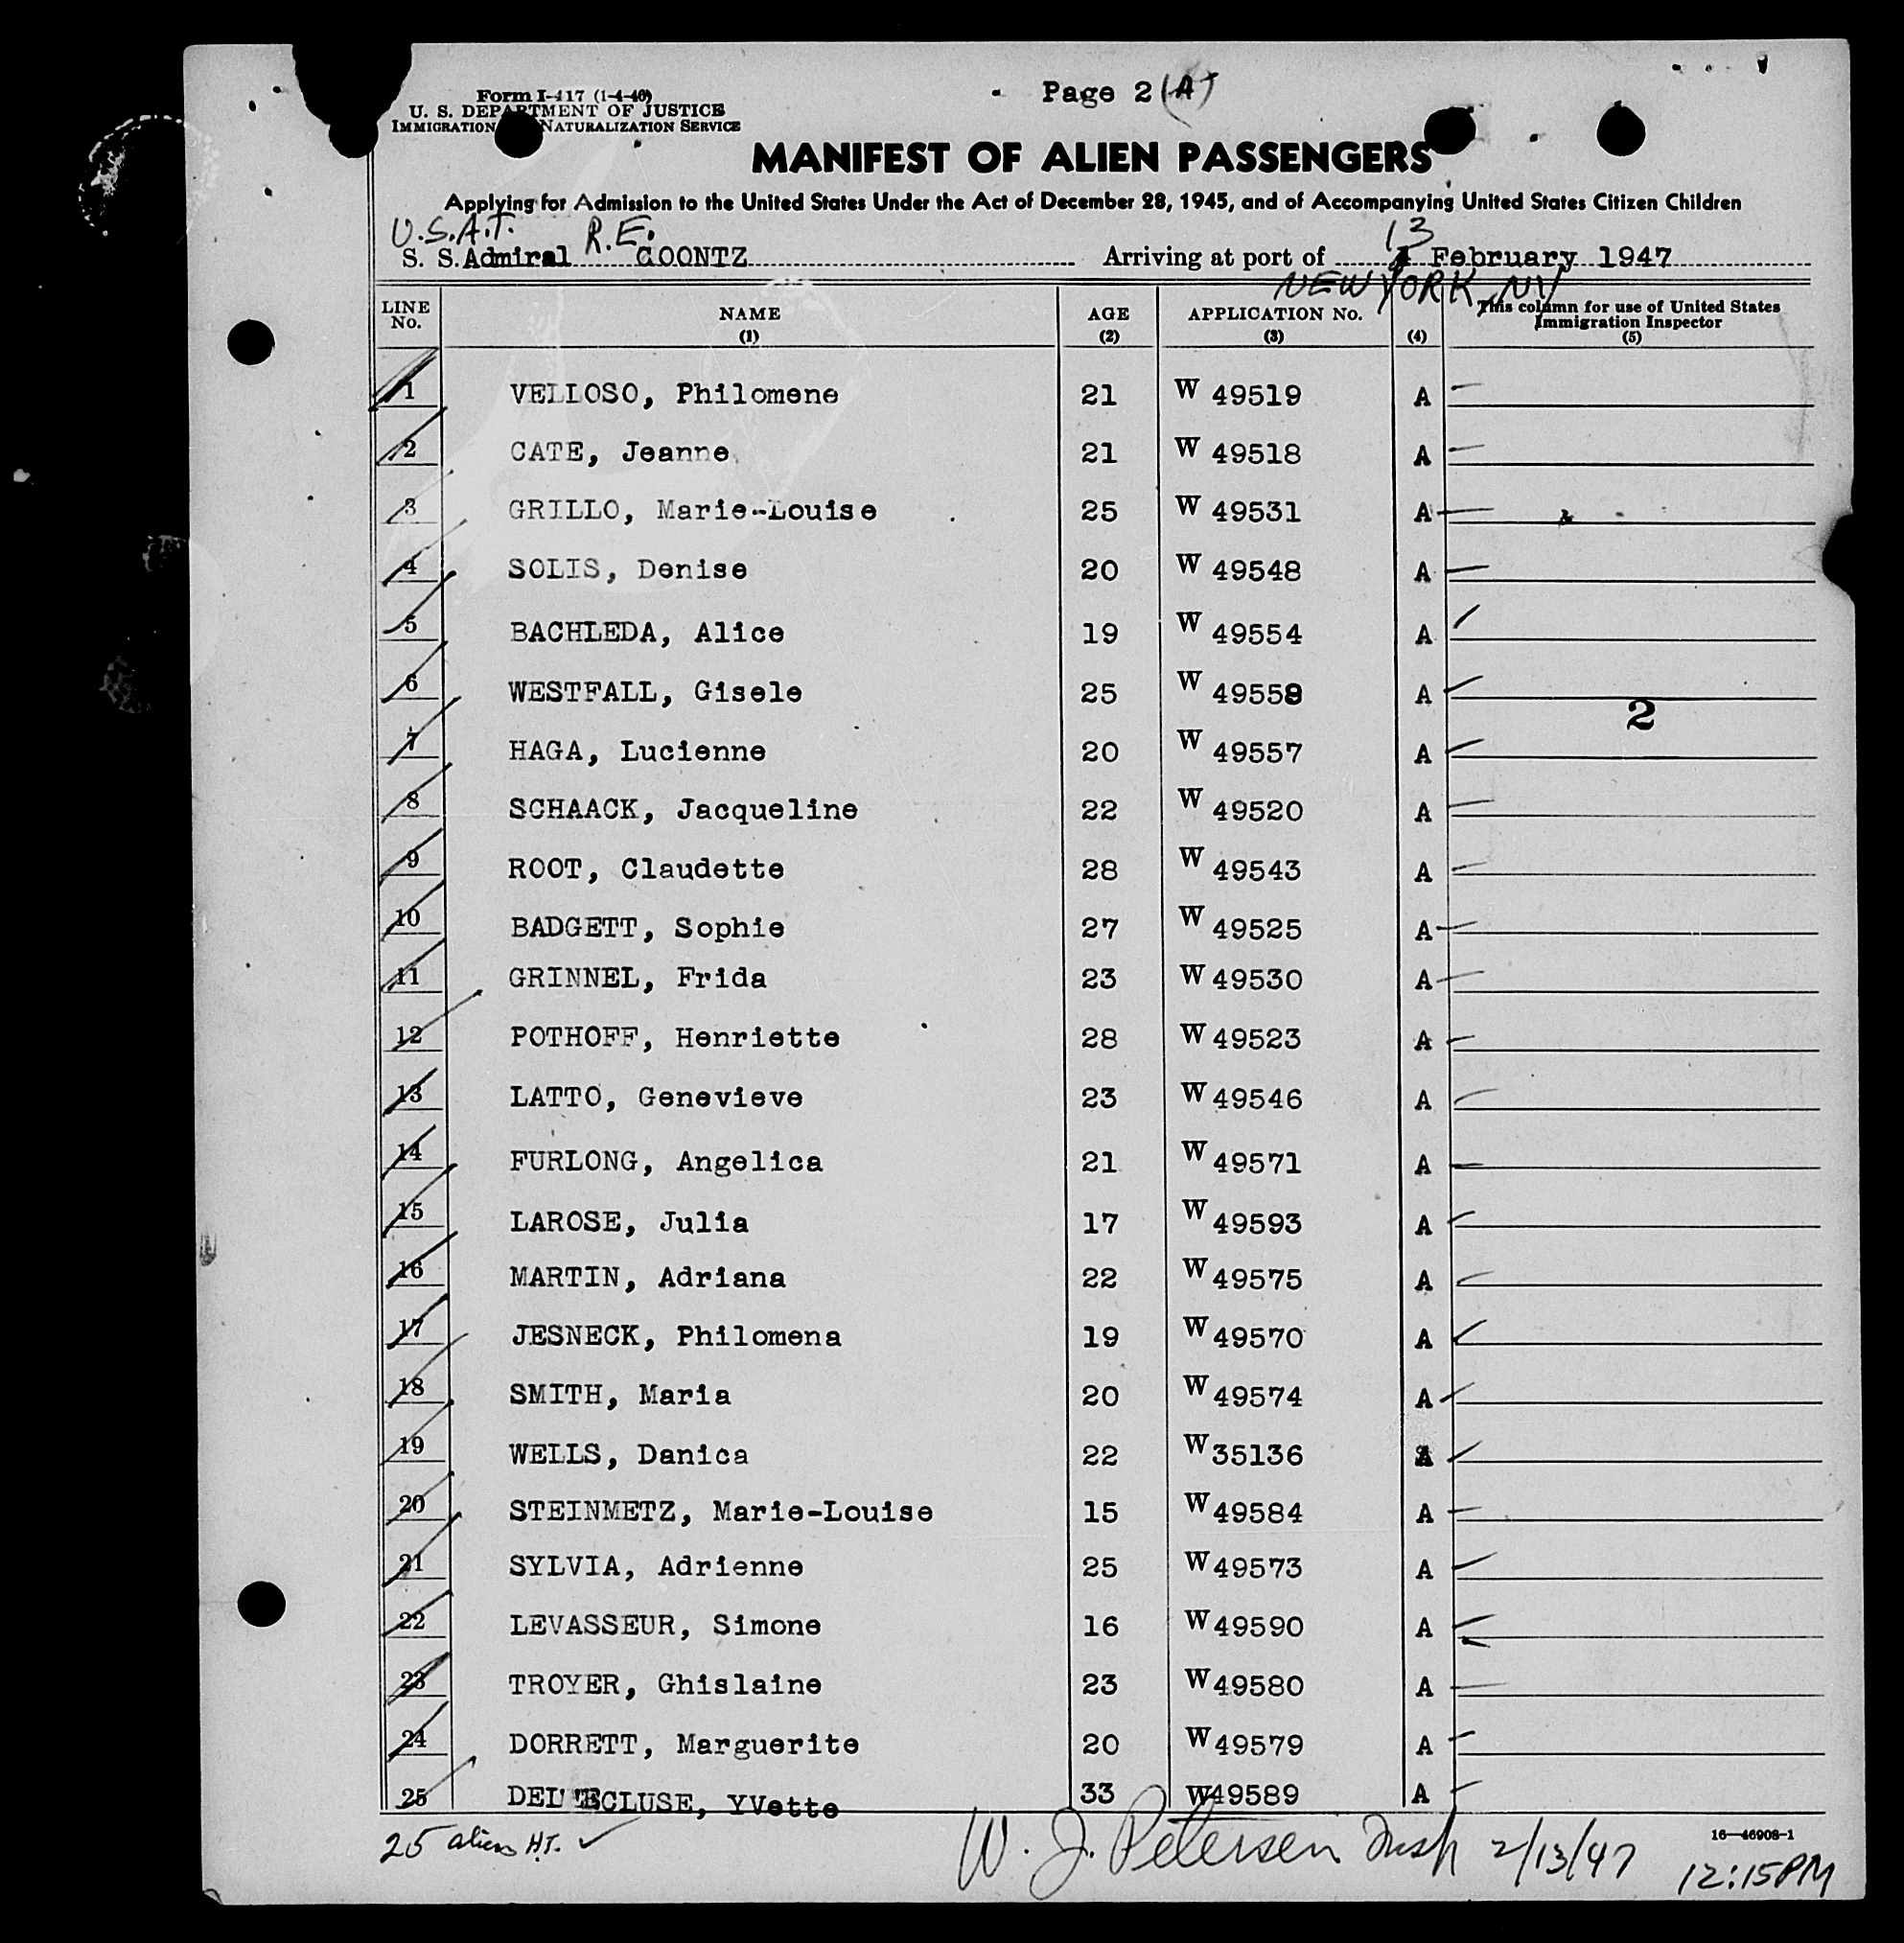 Page 2 (A)
Form I-417 (1-4-46)
U. S. DEPARTMENT OF JUSTICE
IMMIGRATION NATURALIZATION SERVICE
MANIFEST OF ALIEN PASSENGERS
Applying for Admission to the United States Under the Act of December 28, 1945, and of Accompanying United States Citizen Children
U.S.A.T. R.E. 13
S. S. Admiral COONTZ Arriving at port of February 1947
NEW YORK, NY
LINE No. NAME (1) AGE (2) APPLICATION No. (3) (4) This column for use of United States Immigration Inspector (5)
1 VELLOSO, Philomene 21 W 49519 A
2 CATE, Jeanne 21 W 49518 A
3 GRILLO, Marie-Louise 25 W 49531 A
4 SOLIS, Denise 20 W 49548 A
5 BACHLEDA, Alice 19 W 49554 A
6 WESTFALL, Gisele 25 W 49558 A
2
7 HAGA, Lucienne 20 W 49557 A
8 SCHAACK, Jacqueline 22 W 49520 A
9 ROOT, Claudette 28 W 49543 A
10 BADGETT, Sophie 27 W 49525 A
11 GRINNEL, Frida 23 W 49530 A
12 POTHOFF, Henriette 28 W 49523 A
13 LATTO, Genevieve 23 W 49546 A
14 FURLONG, Angelica 21 W 49571 A
15 LAROSE, Julia 17 W 49593 A
16 MARTIN, Adriana 22 W 49575 A
17 JESNECK, Philomena 19 W 49570 A
18 SMITH, Maria 20 W 49574 A
19 WELLS, Danica 22 W 35136 A
20 STEINMETZ, Marie-Louise 15 W 49584 A
21 SYLVIA, Adrienne 25 W 49573 A
22 LEVASSEUR, Simone 16 W 49590 A
23 TROYER, Ghislaine 23 W 49580 A
24 DORRETT, Marguerite 20 W 49579 A
25 YVette 33 W49589 A
16—46908-1
25 aliens H.T. ✓ W. J. Petersen Insp 2/13/47 12:15PM